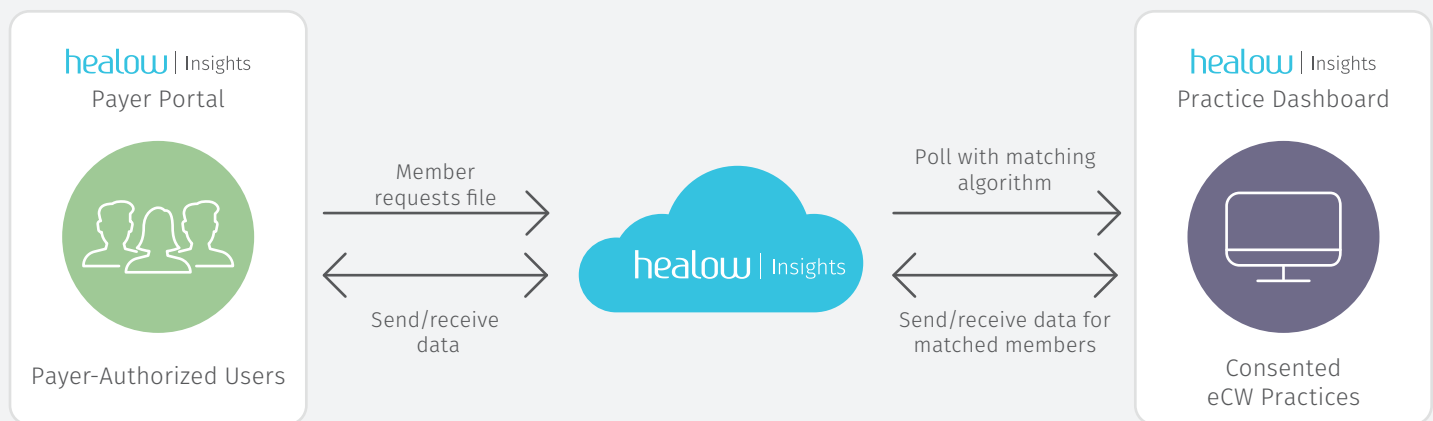 healow | Insights
Payer Portal
Payer-Authorized Users
Member
requests file
Send/receive
data
healow | Insights
Poll with matching
algorithm
Send/receive data for
matched members
healow | Insights
Practice Dashboard
Consented
eCW Practices